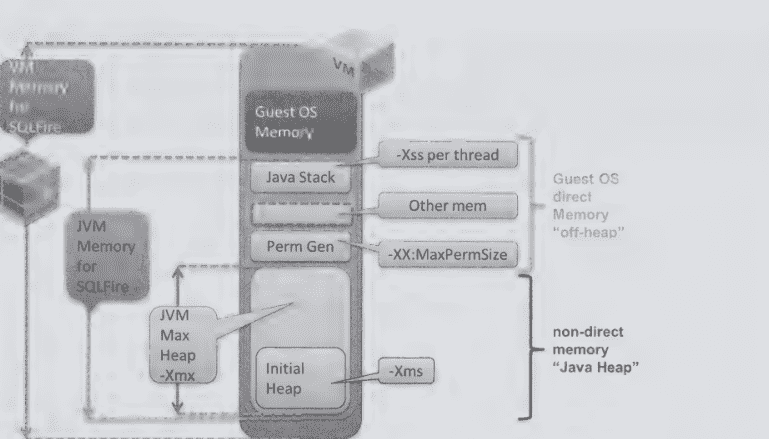 VM
VM
Memory
for
SQLFire
Guest OS
Memory
-Xss per thread
Java Stack
Guest OS
direct
Memory
"off-heap"
Other mem
JVM
Memory
for
SQLFire
Perm Gen
-XX:MaxPermSize
JVM
Max
Heap
-Xmx
non-direct
memory
"Java Heap"
Initial
Heap
-Xms